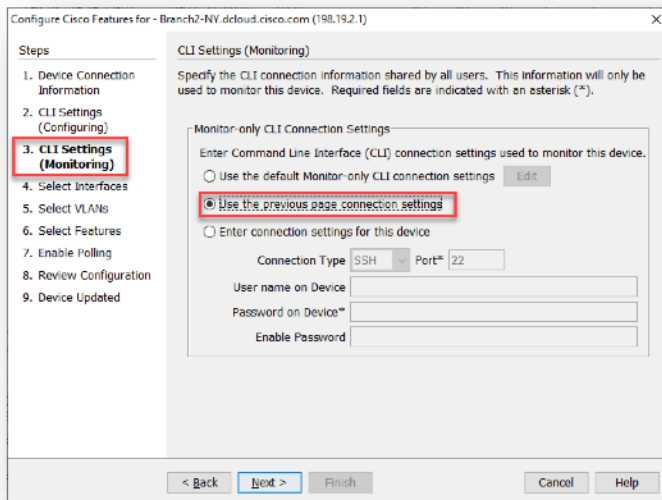 Configure Cisco Features for - Branch2-NY.dcloud.cisco.com (198.19.2.1)
Steps
1. Device Connection
Information
2. CLI Settings
(Configuring)
3. CLI Settings
(Monitoring)
4. Select Interfaces
5. Select VLANs
6. Select Features
7. Enable Polling
8. Review Configuration
9. Device Updated
CLI Settings (Monitoring)
Specify the CLI connection information shared by all users. This information will only be
used to monitor this device. Required fields are indicated with an asterisk (*).
Monitor-only CLI Connection Settings
Enter Command Line Interface (CLI) connection settings used to monitor this device.
Use the default Monitor-only CLI connection settings Edit
Use the previous page connection settings
Enter connection settings for this device
Connection Type SSH Port* 22
User name on Device
Password on Device*
Enable Password
< Back Next > Finish Cancel Help